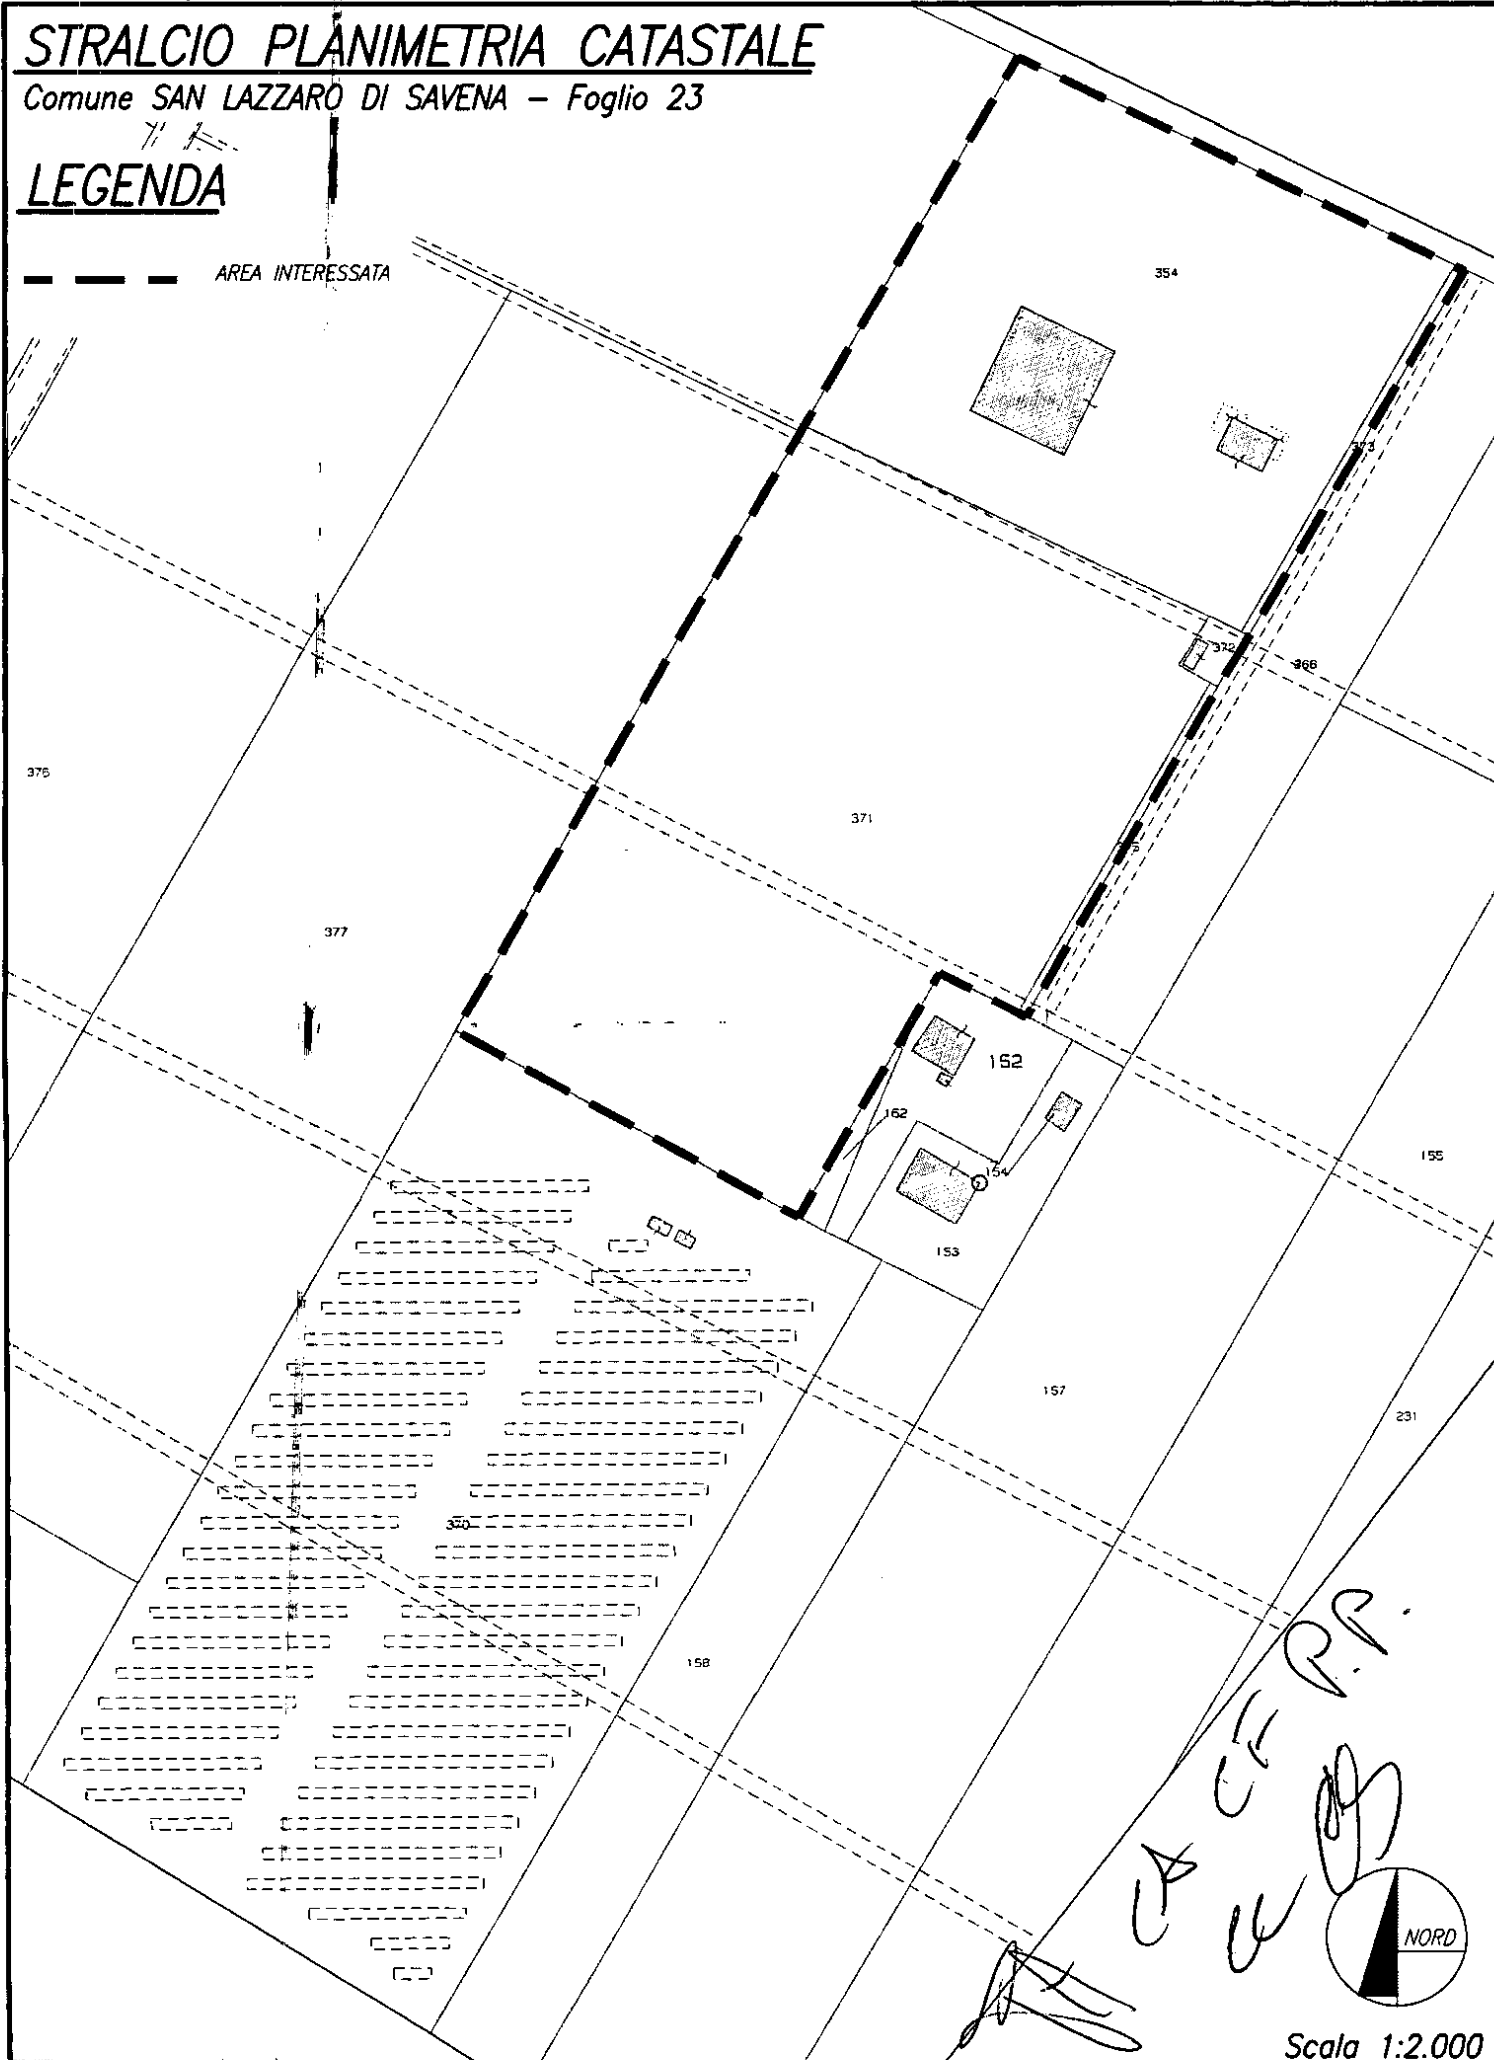 STRALCIO PLANIMETRIA CATASTALE
Comune SAN LAZZARO DI SAVENA – Foglio 23
LEGENDA
AREA INTERESSATA
354
373
372
366
376
371
377
152
162
154
155
153
157
231
370
158
NORD
Scala 1:2.000